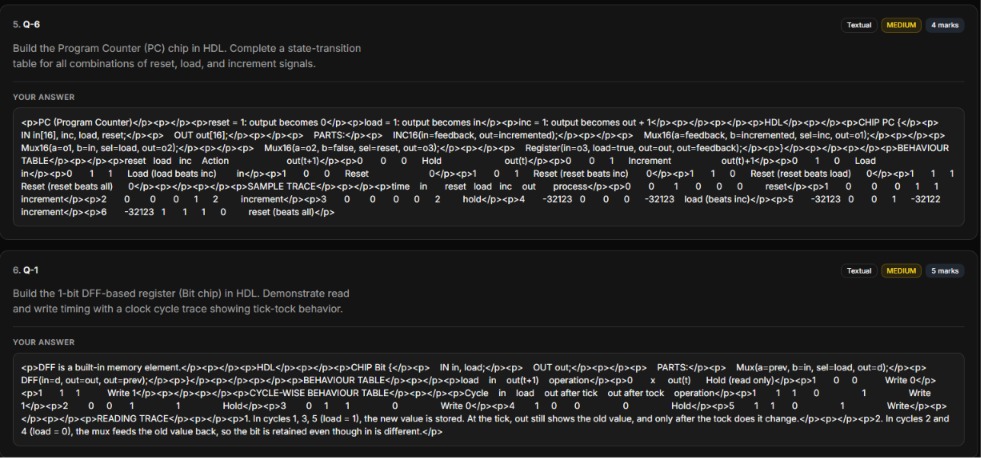 5. Q-6
Textual MEDIUM 4 marks
Build the Program Counter (PC) chip in HDL. Complete a state-transition
table for all combinations of reset, load, and increment signals.
YOUR ANSWER
<p>PC (Program Counter)</p><p></p><p>reset = 1: output becomes 0</p><p>load = 1: output becomes in</p><p>inc = 1: output becomes out + 1</p><p></p><p>HDL</p><p></p><p>CHIP PC {</p><p>
IN in[16], inc, load, reset;</p><p> OUT out[16];</p><p></p><p> PARTS:</p><p> INC16(in=feedback, out=incremented);</p><p></p><p> Mux16(a=feedback, b=incremented, sel=inc, out=o1);</p><p></p><p>
Mux16(a=o1, b=in, sel=load, out=o2);</p><p></p><p> Mux16(a=o2, b=false, sel=reset, out=o3);</p><p></p><p> Register(in=o3, load=true, out=out, out=feedback);</p><p>}</p><p></p><p>BEHAVIOUR
TABLE</p><p></p><p>reset load inc Action out(t+1)</p><p>0 0 0 Hold out(t)</p><p>0 0 1 Increment out(t)+1</p><p>0 1 0 Load
in</p><p>0 1 1 Load (load beats inc) in</p><p>1 0 0 Reset 0</p><p>1 0 1 Reset (reset beats inc) 0</p><p>1 1 0 Reset (reset beats load) 0</p><p>1 1 1
Reset (reset beats all) 0</p><p></p><p>SAMPLE TRACE</p><p></p><p>time in reset load inc out process</p><p>0 0 1 0 0 0 reset</p><p>1 0 0 0 1 1
increment</p><p>2 0 0 0 1 2 increment</p><p>3 0 0 0 0 2 hold</p><p>4 -32123 0 0 0 -32123 load (beats inc)</p><p>5 -32123 0 0 1 -32122
increment</p><p>6 -32123 1 1 1 0 reset (beats all)</p>
6. Q-1
Textual MEDIUM 5 marks
Build the 1-bit DFF-based register (Bit chip) in HDL. Demonstrate read
and write timing with a clock cycle trace showing tick-tock behavior.
YOUR ANSWER
<p>DFF is a built-in memory element.</p><p></p><p>HDL</p><p></p><p>CHIP Bit {</p><p> IN in, load;</p><p> OUT out;</p><p></p><p> PARTS:</p><p> Mux(a=prev, b=in, sel=load, out=d);</p><p>
DFF(in=d, out=out, out=prev);</p><p>}</p><p></p><p>BEHAVIOUR TABLE</p><p></p><p>load in out(t+1) operation</p><p>0 x out(t) Hold (read only)</p><p>1 0 0 Write 0</
p><p>1 1 1 Write 1</p><p></p><p>CYCLE-WISE BEHAVIOUR TABLE</p><p></p><p>Cycle in load out after tick out after tock operation</p><p>1 1 1 0 1 Write
1</p><p>2 0 0 1 1 Hold</p><p>3 0 1 1 0 Write 0</p><p>4 1 0 0 0 Hold</p><p>5 1 1 0 1 Write</p><p>
</p><p></p><p>READING TRACE</p><p></p><p>1. In cycles 1, 3, 5 (load = 1), the new value is stored. At the tick, out still shows the old value, and only after the tock does it change.</p><p></p><p>2. In cycles 2 and
4 (load = 0), the mux feeds the old value back, so the bit is retained even though in is different.</p>